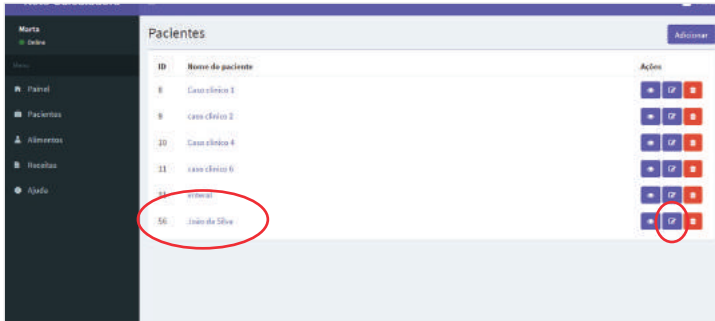 Marta
Online
Menu
Painel
Pacientes
Alimentos
Receitas
Ajuda
Pacientes
Adicionar
ID Nome do paciente Ações
8 Caso clínico 1
9 caso clínico 2
10 Caso clínico 4
11 caso clínico 6
enteral
56 João da Silva